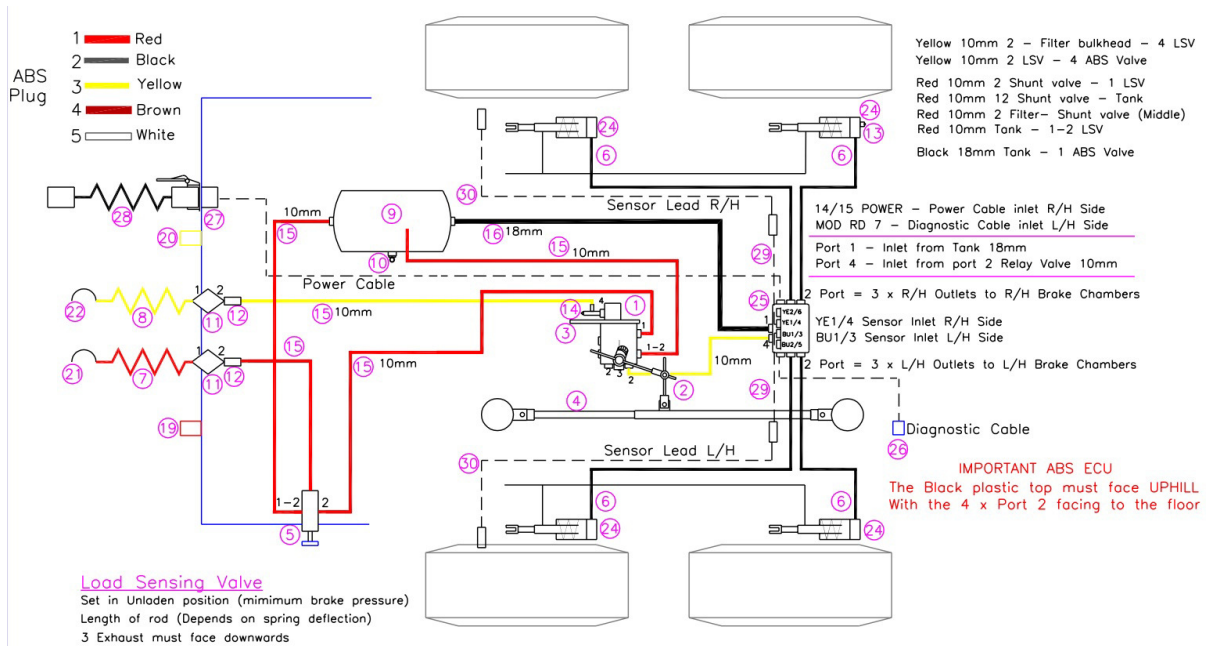 1 Red
2 Black
3 Yellow
4 Brown
5 White
ABS
Plug
Yellow 10mm 2 - Filter bulkhead - 4 LSV
Yellow 10mm 2 LSV - 4 ABS Valve
Red 10mm 2 Shunt valve - 1 LSV
Red 10mm 12 Shunt valve - Tank
Red 10mm 2 Filter- Shunt valve (Middle)
Red 10mm Tank - 1-2 LSV
Black 18mm Tank - 1 ABS Valve
24
6
24
13
6
28
27
20
30
Sensor Lead R/H
10mm
15
9
16
18mm
10
15
10mm
29
14/15 POWER - Power Cable inlet R/H Side
MOD RD 7 - Diagnostic Cable inlet L/H Side
Port 1 - Inlet from Tank 18mm
Port 4 - Inlet from port 2 Relay Valve 10mm
Power Cable
22
8
1 2
11
12
15
10mm
14
4
1
3
1
1-2
2 3 2
2
25
YE2/6
YE1/4
BU1/3
BU2/5
1
4
10mm
2 Port = 3 x R/H Outlets to R/H Brake Chambers
YE1/4 Sensor Inlet R/H Side
BU1/3 Sensor Inlet L/H Side
2 Port = 3 x L/H Outlets to L/H Brake Chambers
21
7
1 2
11
12
15
15
10mm
4
29
19
Diagnostic Cable
26
Sensor Lead L/H
30
1-2 2
5
6
24
6
24
IMPORTANT ABS ECU
The Black plastic top must face UPHILL
With the 4 x Port 2 facing to the floor
Load Sensing Valve
Set in Unladen position (mimimum brake pressure)
Length of rod (Depends on spring deflection)
3 Exhaust must face downwards